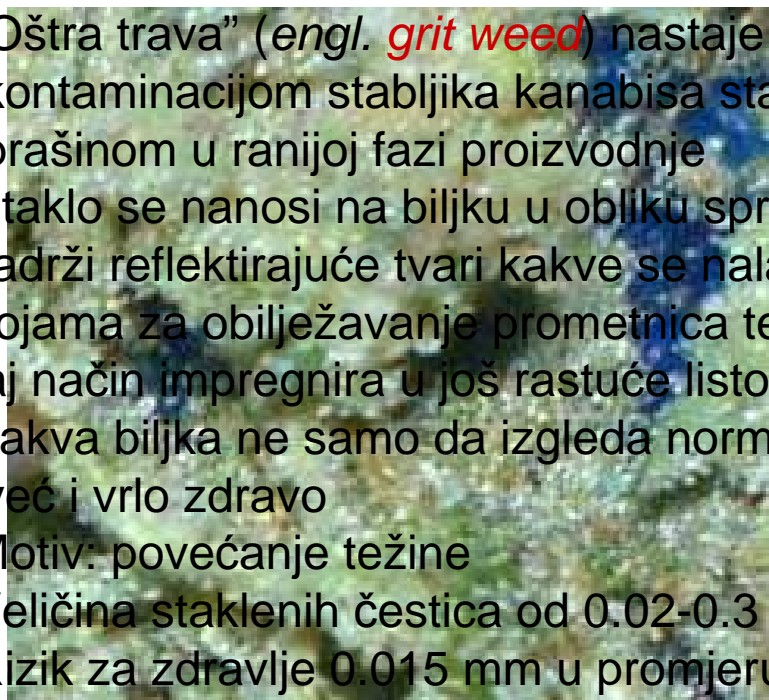 Oštra trava” (engl. grit weed) nastaje
kontaminacijom stabljika kanabisa sta
prašinom u ranijoj fazi proizvodnje
taklo se nanosi na biljku u obliku spr
adrži reflektirajuće tvari kakve se nala
ojama za obilježavanje prometnica te
aj način impregnira u još rastuće listo
akva biljka ne samo da izgleda norm
već i vrlo zdravo
Motiv: povećanje težine
eličina staklenih čestica od 0.02-0.3
izik za zdravlje 0.015 mm u promjeru